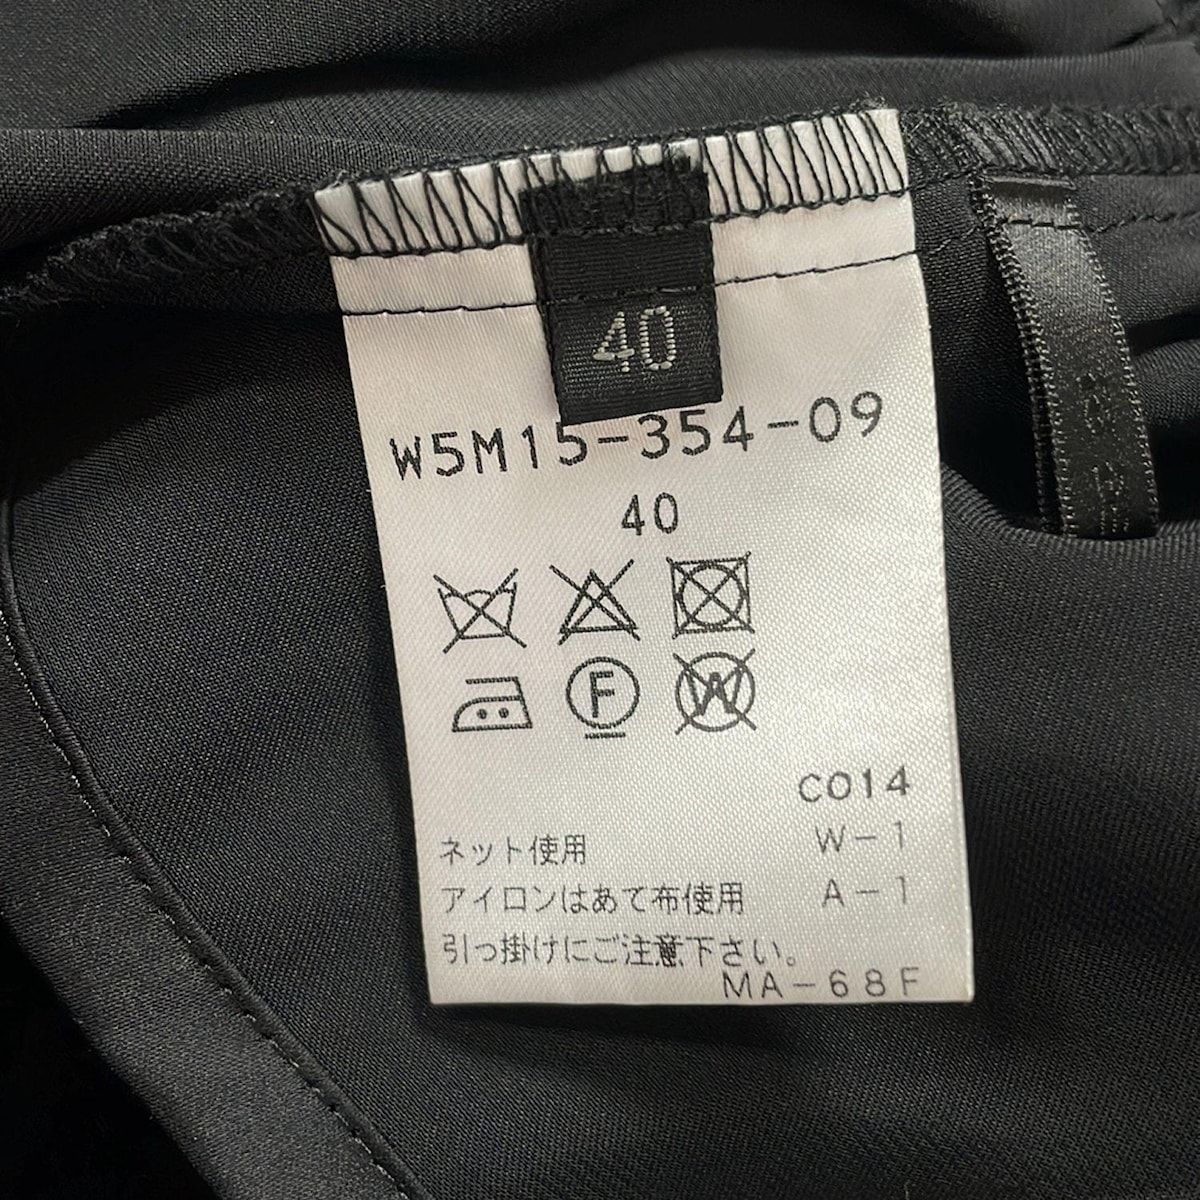 40
W5M15-354-09
40
F
W
C014
ネット使用 W-1
アイロンはあて布使用 A-1
引っ掛けにご注意下さい。
MA-68F